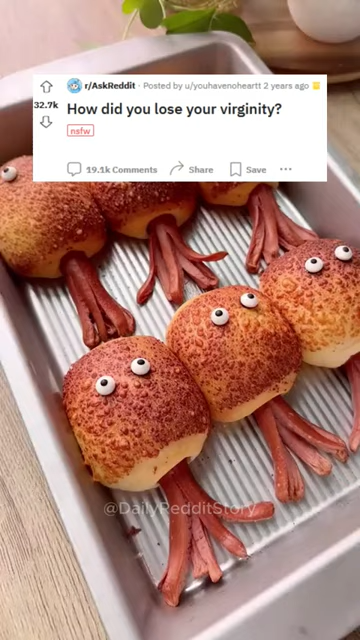 r/AskReddit · Posted by u/youhavenoheartt 2 years ago
32.7k
How did you lose your virginity?
nsfw
19.1k Comments Share Save
@DailyRedditStory